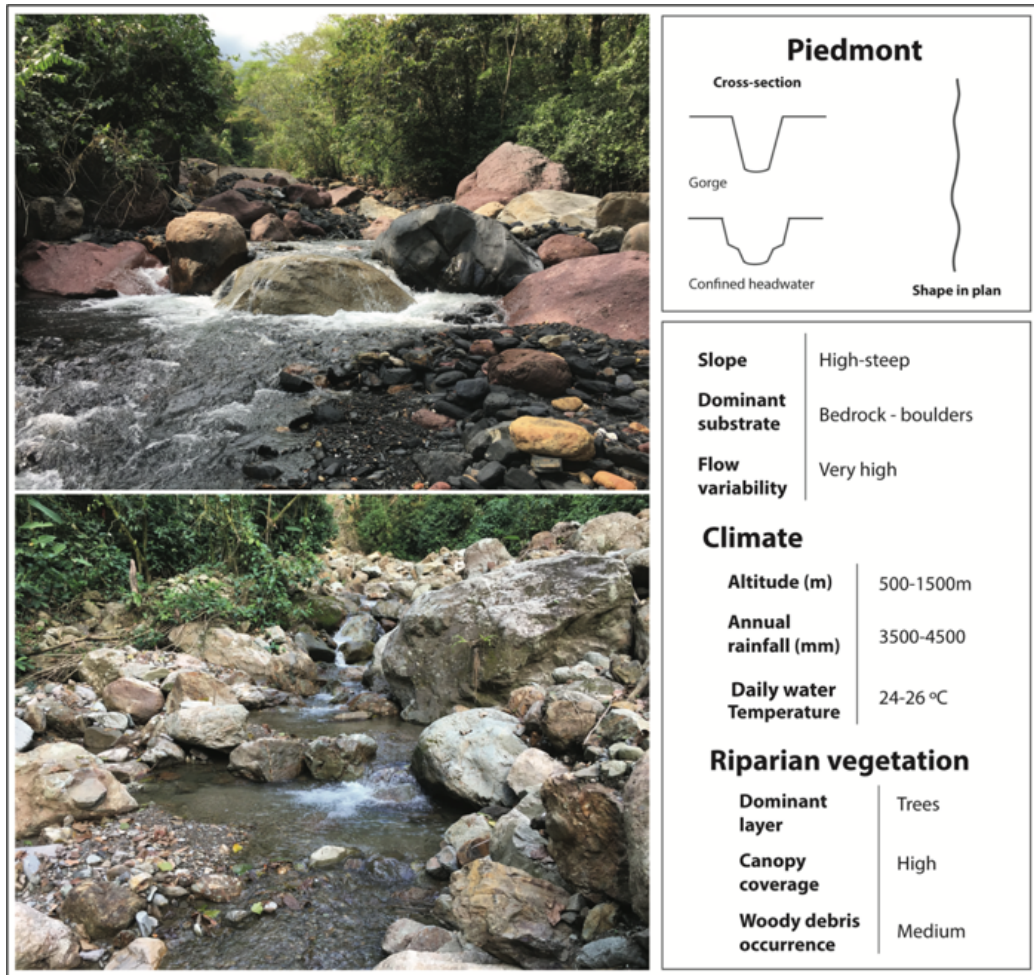 Piedmont
Cross-section
Gorge
Confined headwater
Shape in plan
Slope
High-steep
Dominant
substrate
Bedrock - boulders
Flow
variability
Very high
Climate
Altitude (m)
500-1500m
Annual
rainfall (mm)
3500-4500
Daily water
Temperature
24-26 ºC
Riparian vegetation
Dominant
layer
Trees
Canopy
coverage
High
Woody debris
occurrence
Medium